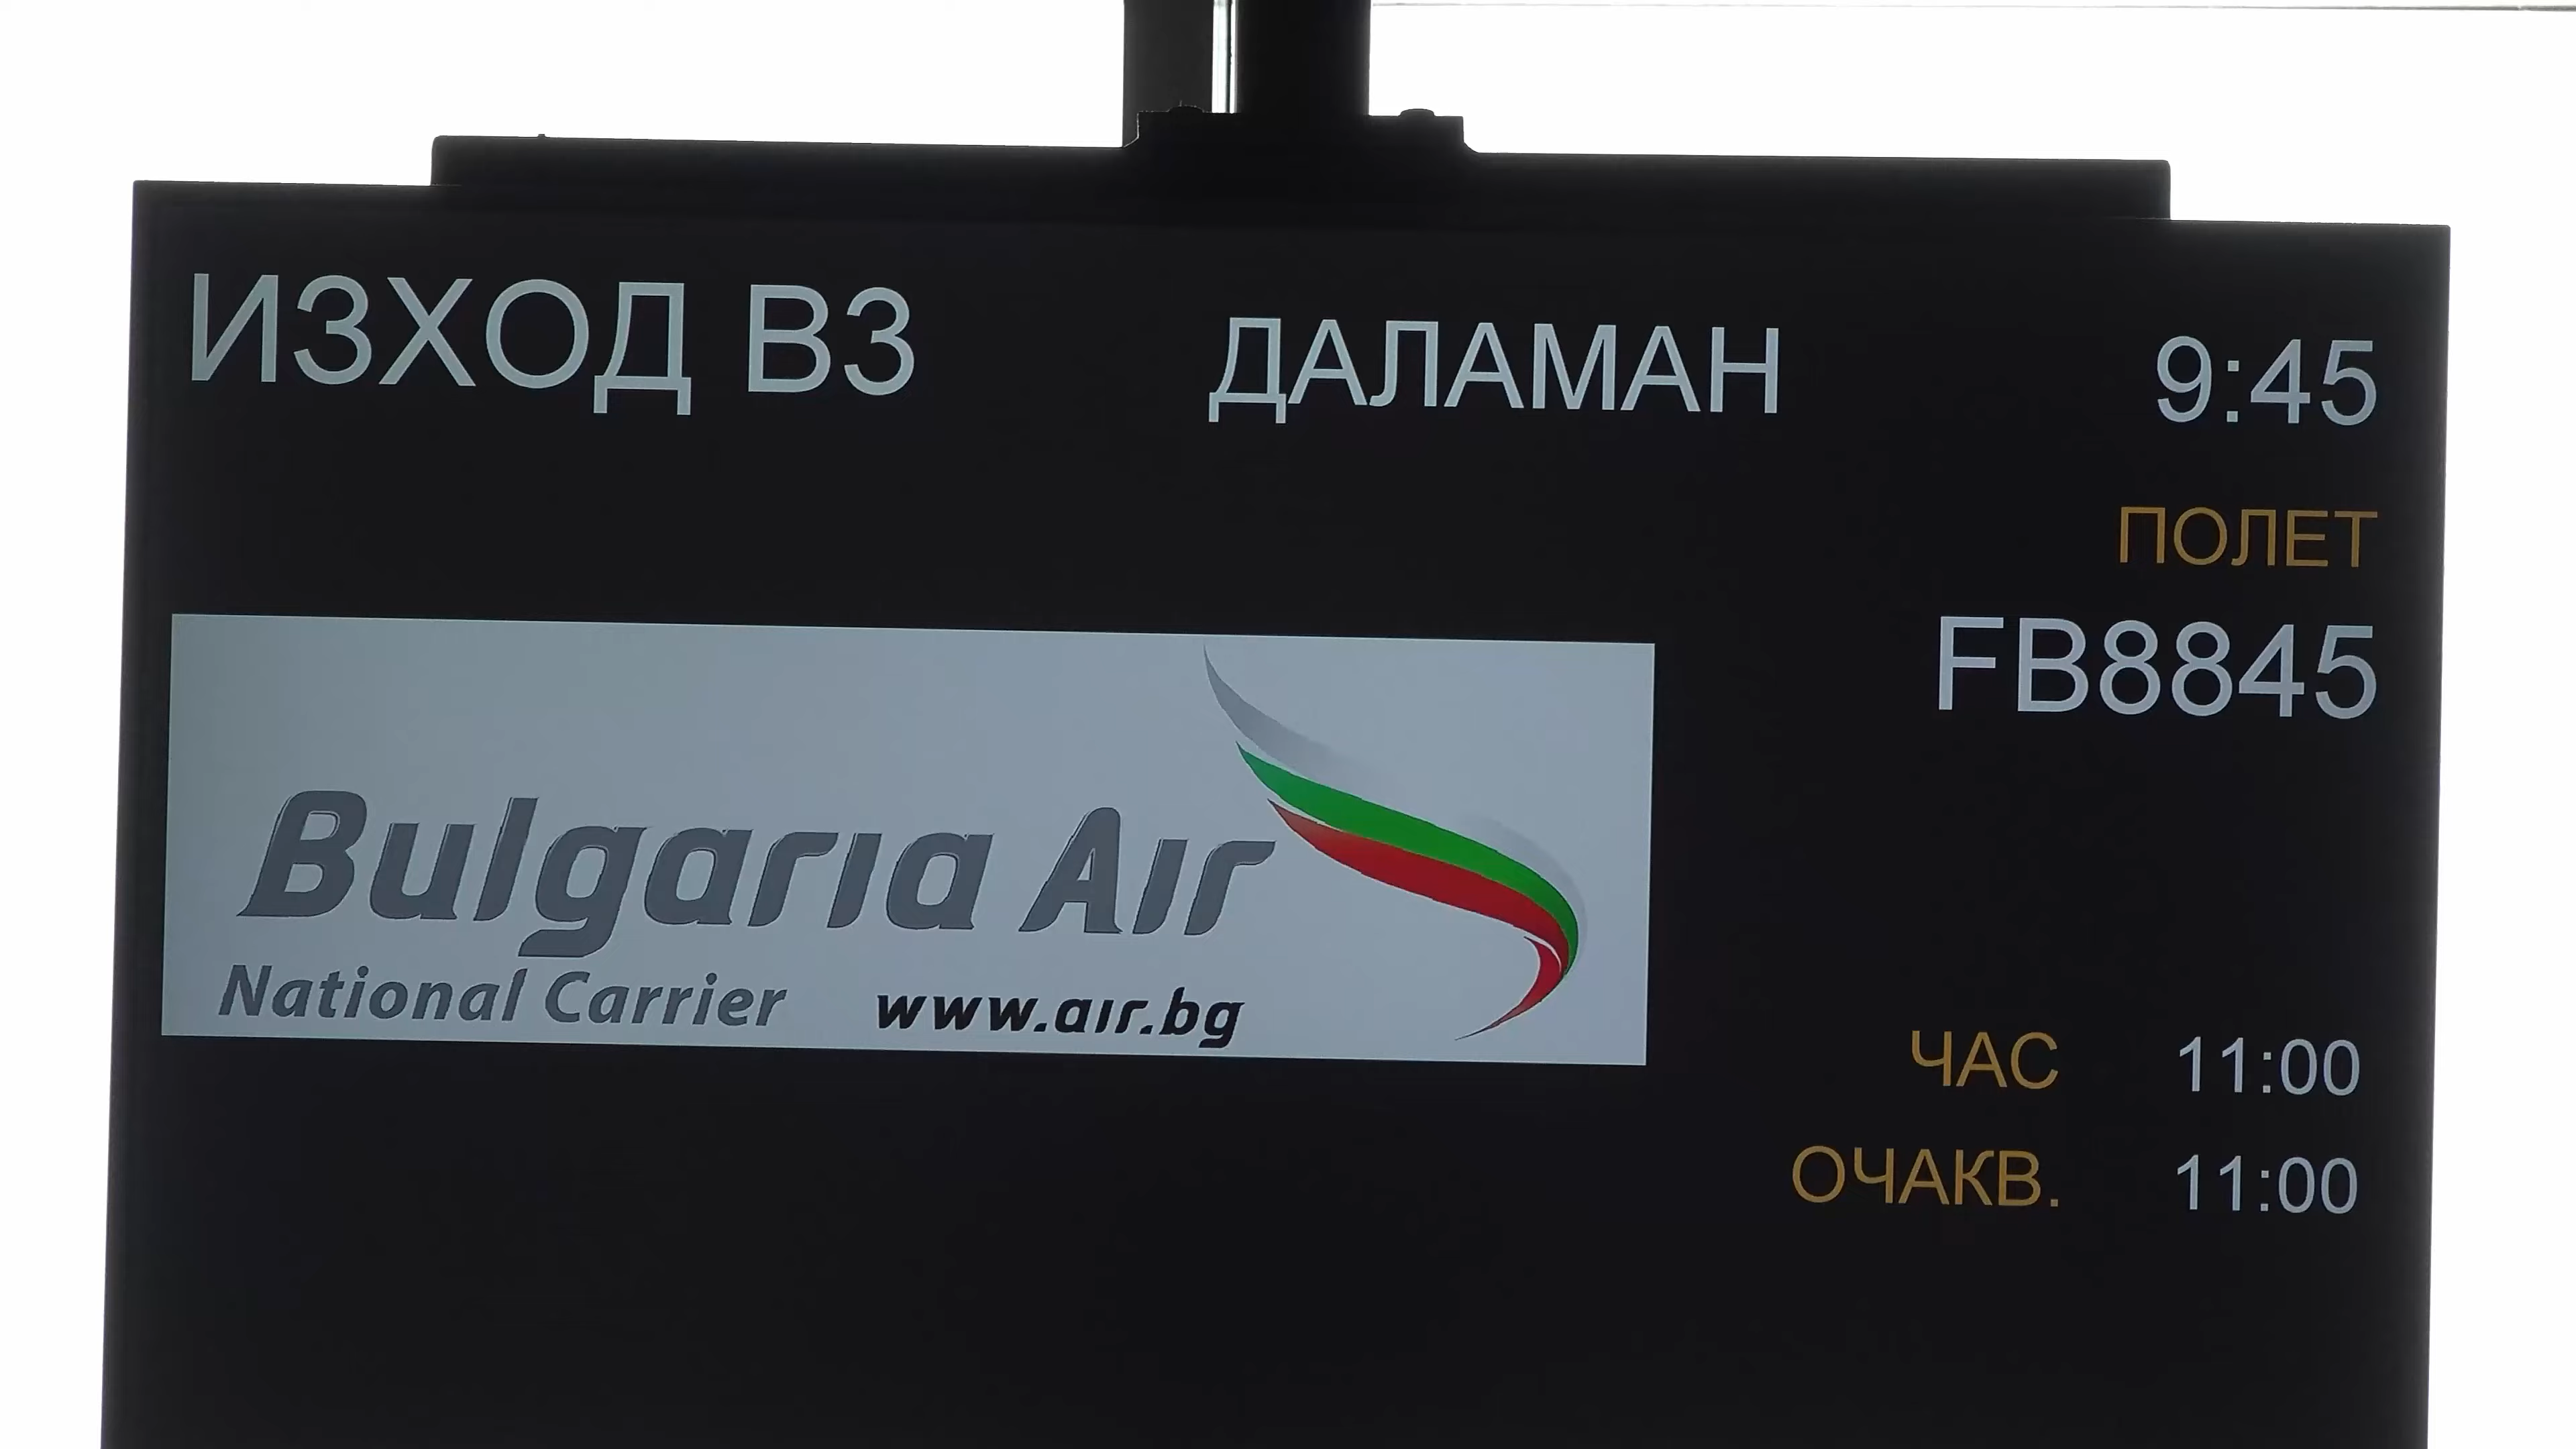 ИЗХОД B3 ДАЛАМАН 9:45
ПОЛЕТ
FB8845
Bulgaria Air
National Carrier www.air.bg
ЧАС 11:00
ОЧАКВ. 11:00